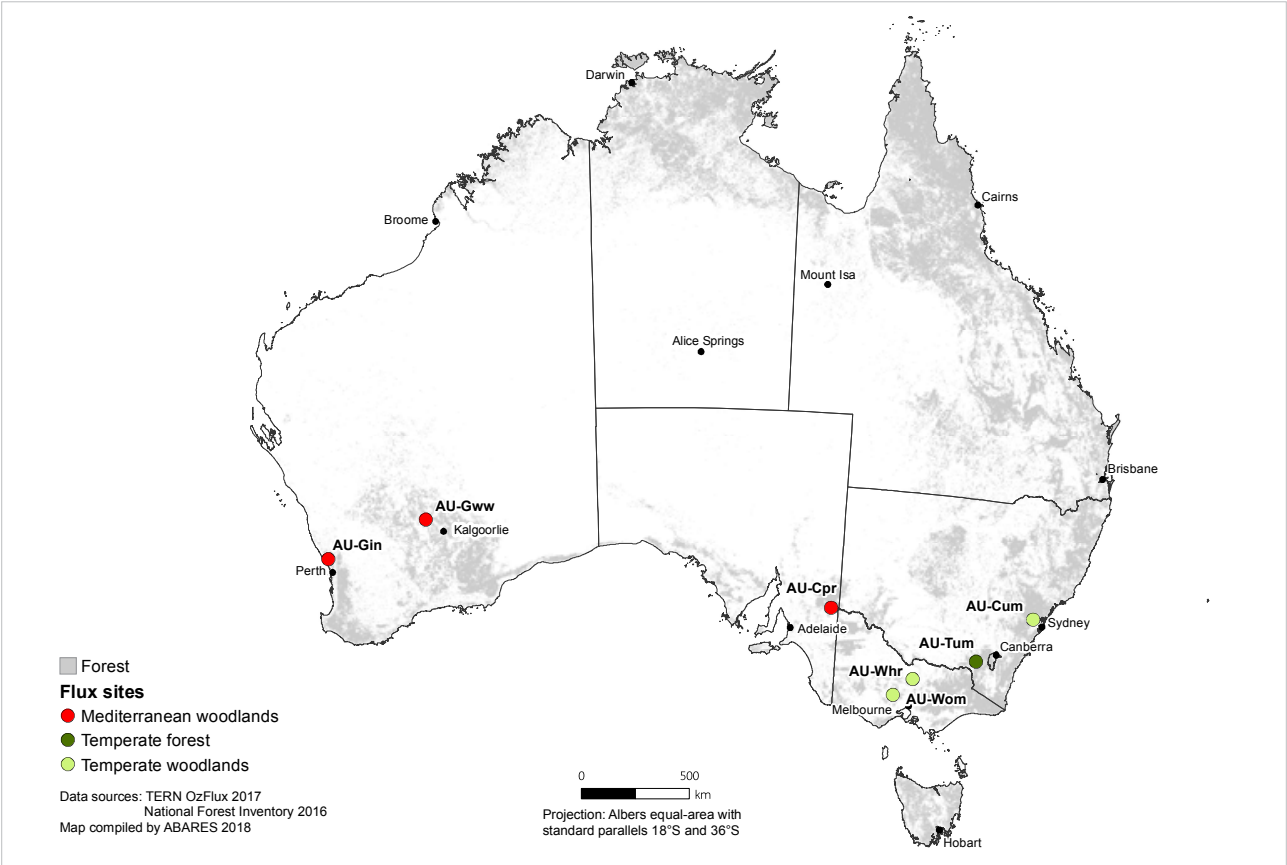 Darwin
Cairns
Broome
Mount Isa
Alice Springs
Brisbane
AU-Gww
Kalgoorlie
AU-Gin
Perth
AU-Cpr
AU-Cum
Adelaide
Sydney
AU-Tum
Canberra
AU-Whr
AU-Wom
Melbourne
Hobart
Forest
Flux sites
Mediterranean woodlands
Temperate forest
Temperate woodlands
Data sources: TERN OzFlux 2017
National Forest Inventory 2016
Map compiled by ABARES 2018
0 500
km
Projection: Albers equal-area with
standard parallels 18°S and 36°S